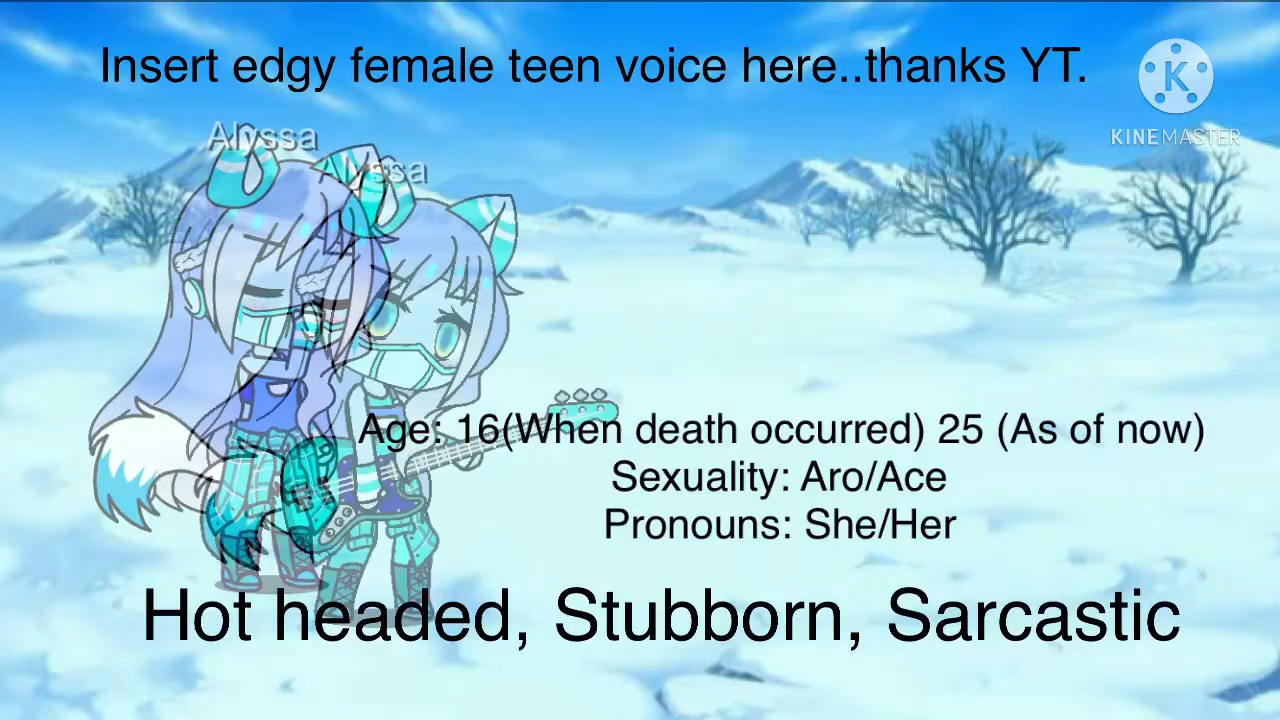 Insert edgy female teen voice here..thanks YT.
KINEMASTER
Alyssa
Alyssa
Age: 16(When death occurred) 25 (As of now)
Sexuality: Aro/Ace
Pronouns: She/Her
Hot headed, Stubborn, Sarcastic